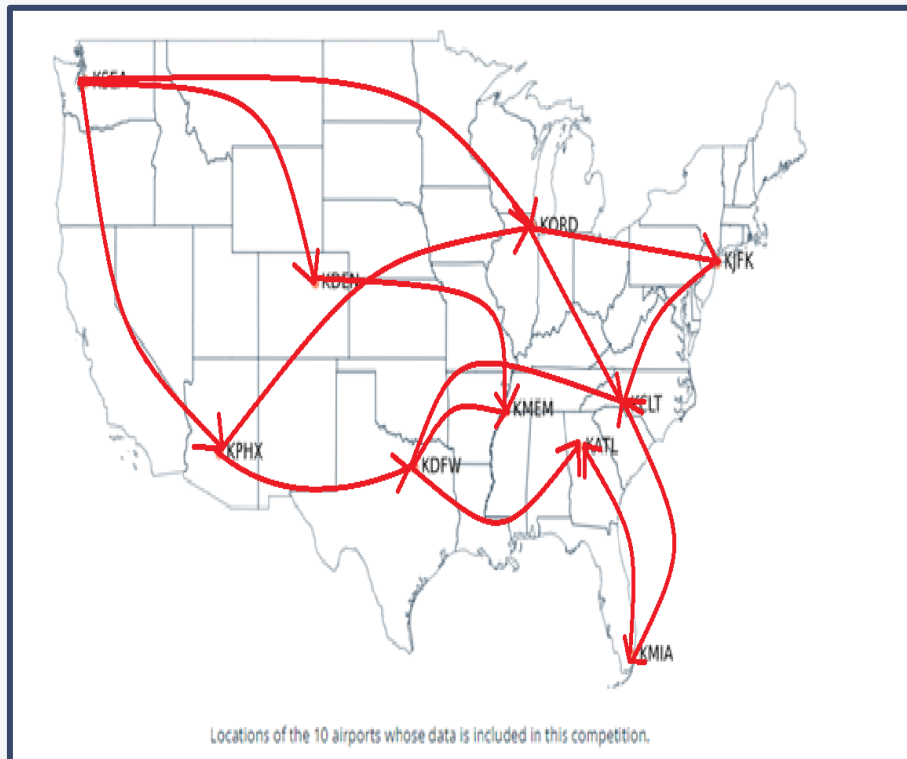 KSEA
KORD
KJFK
KDEN
KMEM
KCLT
KATL
KPHX
KDFW
KMIA
Locations of the 10 airports whose data is included in this competition.